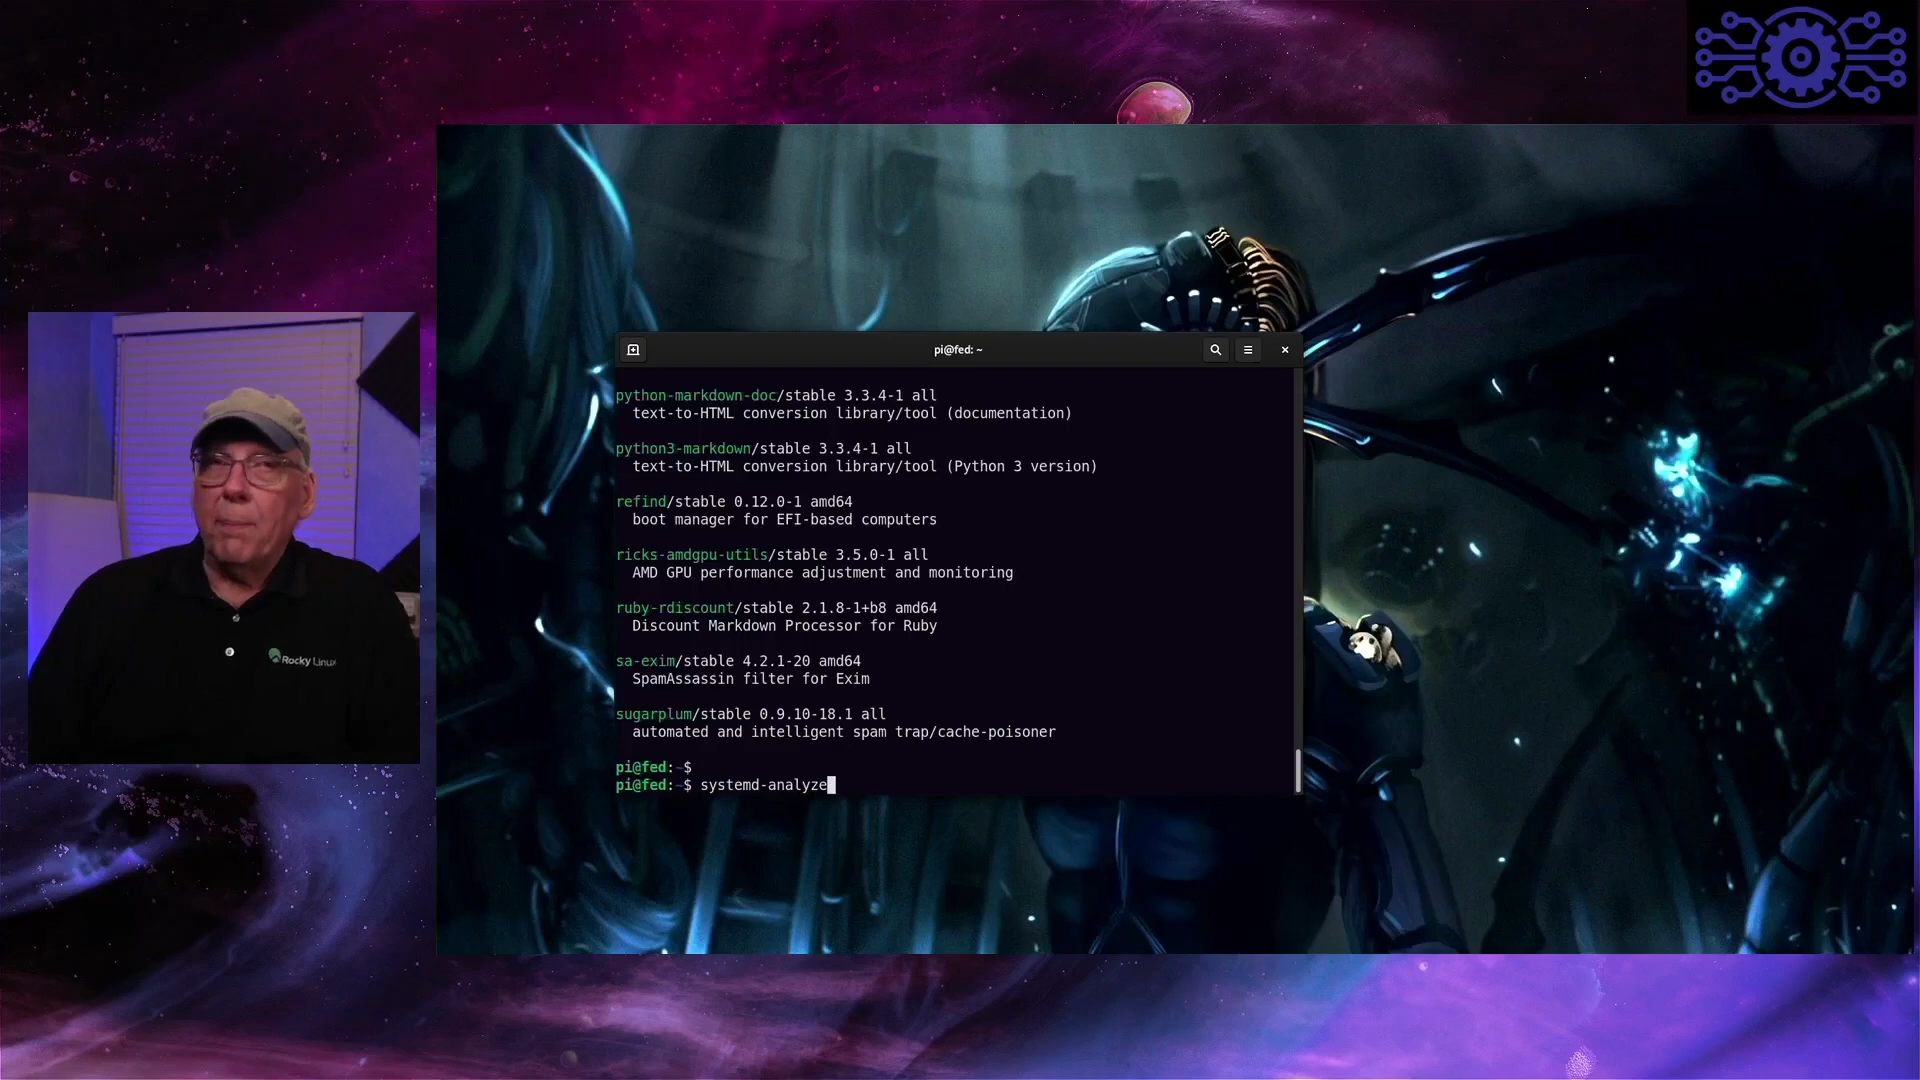 pi@fed: ~
python-markdown-doc/stable 3.3.4-1 all
text-to-HTML conversion library/tool (documentation)
python3-markdown/stable 3.3.4-1 all
text-to-HTML conversion library/tool (Python 3 version)
refind/stable 0.12.0-1 amd64
boot manager for EFI-based computers
ricks-amdgpu-utils/stable 3.5.0-1 all
AMD GPU performance adjustment and monitoring
ruby-rdiscount/stable 2.1.8-1+b8 amd64
Discount Markdown Processor for Ruby
sa-exim/stable 4.2.1-20 amd64
SpamAssassin filter for Exim
sugarplum/stable 0.9.10-18.1 all
automated and intelligent spam trap/cache-poisoner
pi@fed:~$
pi@fed:~$ systemd-analyze
Rocky Linux